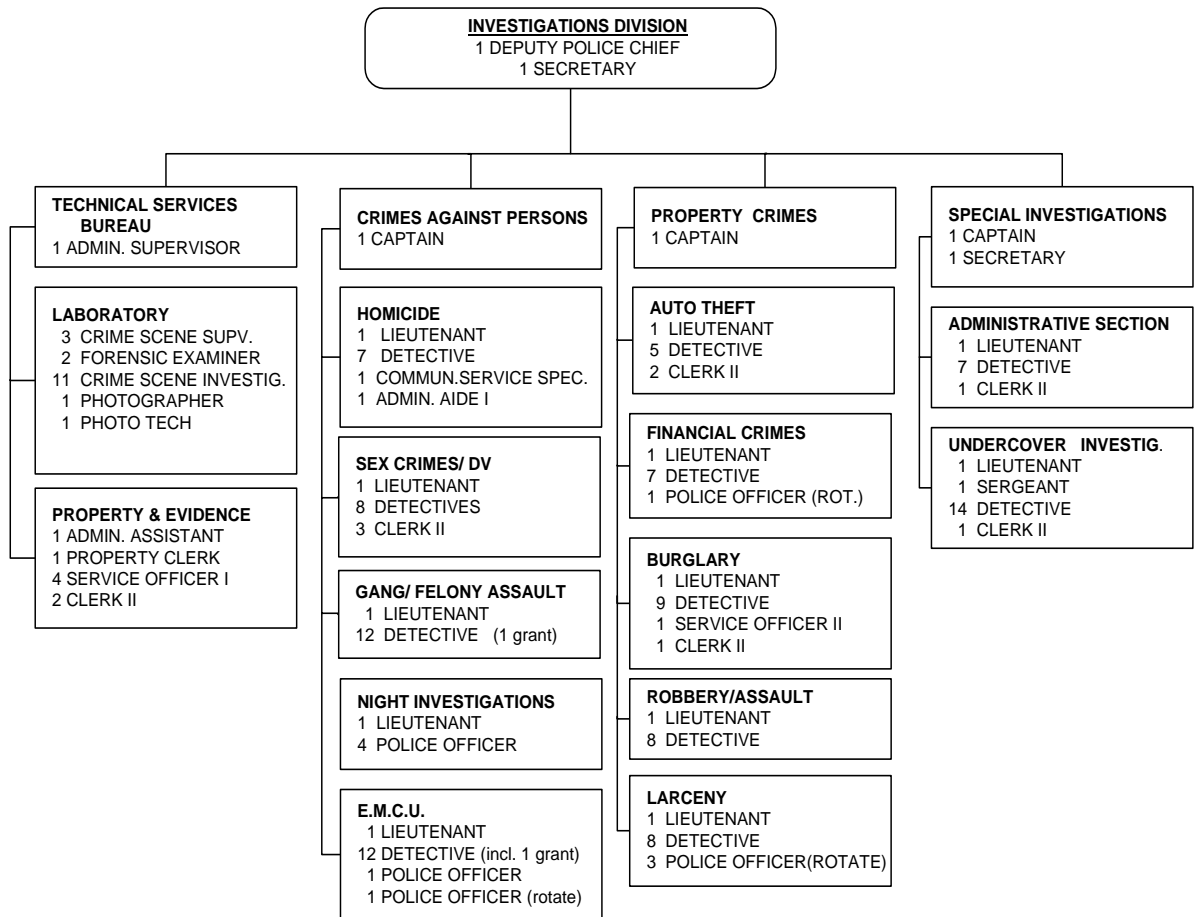 INVESTIGATIONS DIVISION
1 DEPUTY POLICE CHIEF
1 SECRETARY
TECHNICAL SERVICES
BUREAU
1 ADMIN. SUPERVISOR
LABORATORY
3 CRIME SCENE SUPV.
2 FORENSIC EXAMINER
11 CRIME SCENE INVESTIG.
1 PHOTOGRAPHER
1 PHOTO TECH
PROPERTY & EVIDENCE
1 ADMIN. ASSISTANT
1 PROPERTY CLERK
4 SERVICE OFFICER I
2 CLERK II
CRIMES AGAINST PERSONS
1 CAPTAIN
HOMICIDE
1 LIEUTENANT
7 DETECTIVE
1 COMMUN.SERVICE SPEC.
1 ADMIN. AIDE I
SEX CRIMES/ DV
1 LIEUTENANT
8 DETECTIVES
3 CLERK II
GANG/ FELONY ASSAULT
1 LIEUTENANT
12 DETECTIVE (1 grant)
NIGHT INVESTIGATIONS
1 LIEUTENANT
4 POLICE OFFICER
E.M.C.U.
1 LIEUTENANT
12 DETECTIVE (incl. 1 grant)
1 POLICE OFFICER
1 POLICE OFFICER (rotate)
PROPERTY CRIMES
1 CAPTAIN
AUTO THEFT
1 LIEUTENANT
5 DETECTIVE
2 CLERK II
FINANCIAL CRIMES
1 LIEUTENANT
7 DETECTIVE
1 POLICE OFFICER (ROT.)
BURGLARY
1 LIEUTENANT
9 DETECTIVE
1 SERVICE OFFICER II
1 CLERK II
ROBBERY/ASSAULT
1 LIEUTENANT
8 DETECTIVE
LARCENY
1 LIEUTENANT
8 DETECTIVE
3 POLICE OFFICER(ROTATE)
SPECIAL INVESTIGATIONS
1 CAPTAIN
1 SECRETARY
ADMINISTRATIVE SECTION
1 LIEUTENANT
7 DETECTIVE
1 CLERK II
UNDERCOVER INVESTIG.
1 LIEUTENANT
1 SERGEANT
14 DETECTIVE
1 CLERK II